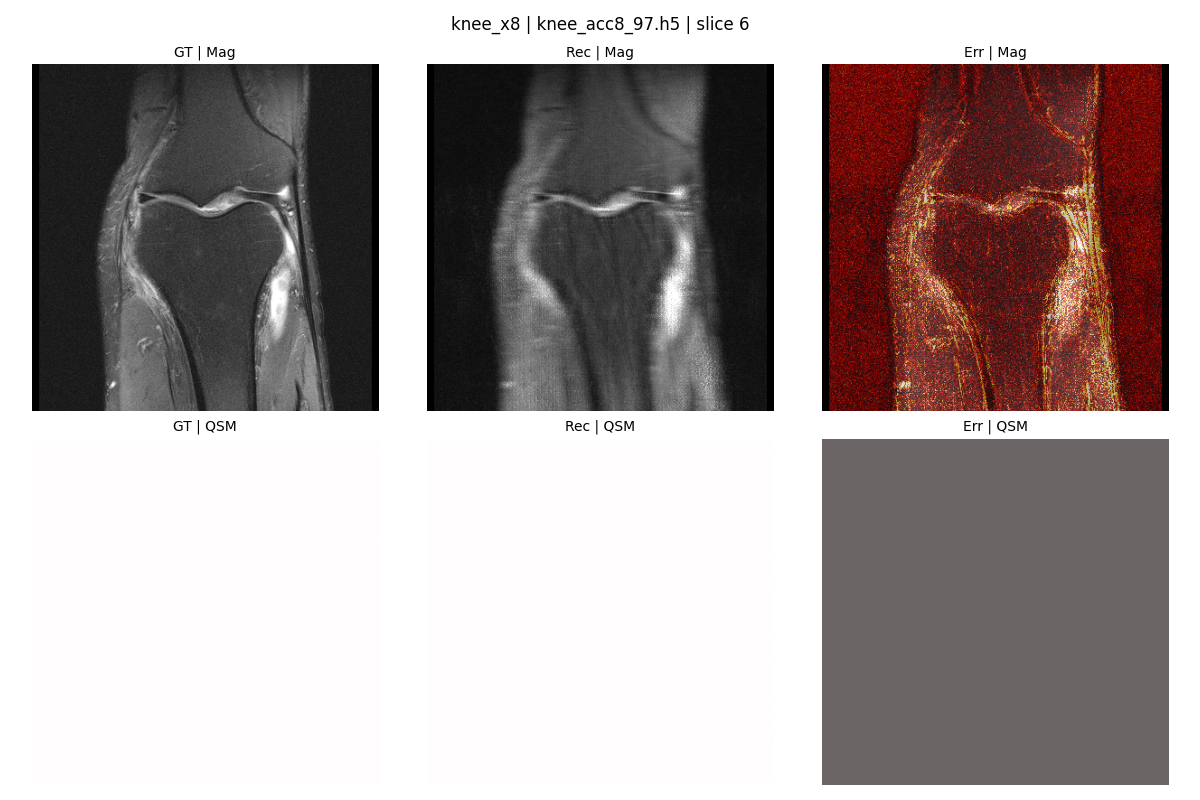 knee_x8 | knee_acc8_97.h5 | slice 6
GT | Mag
Rec | Mag
Err | Mag
GT | QSM
Rec | QSM
Err | QSM